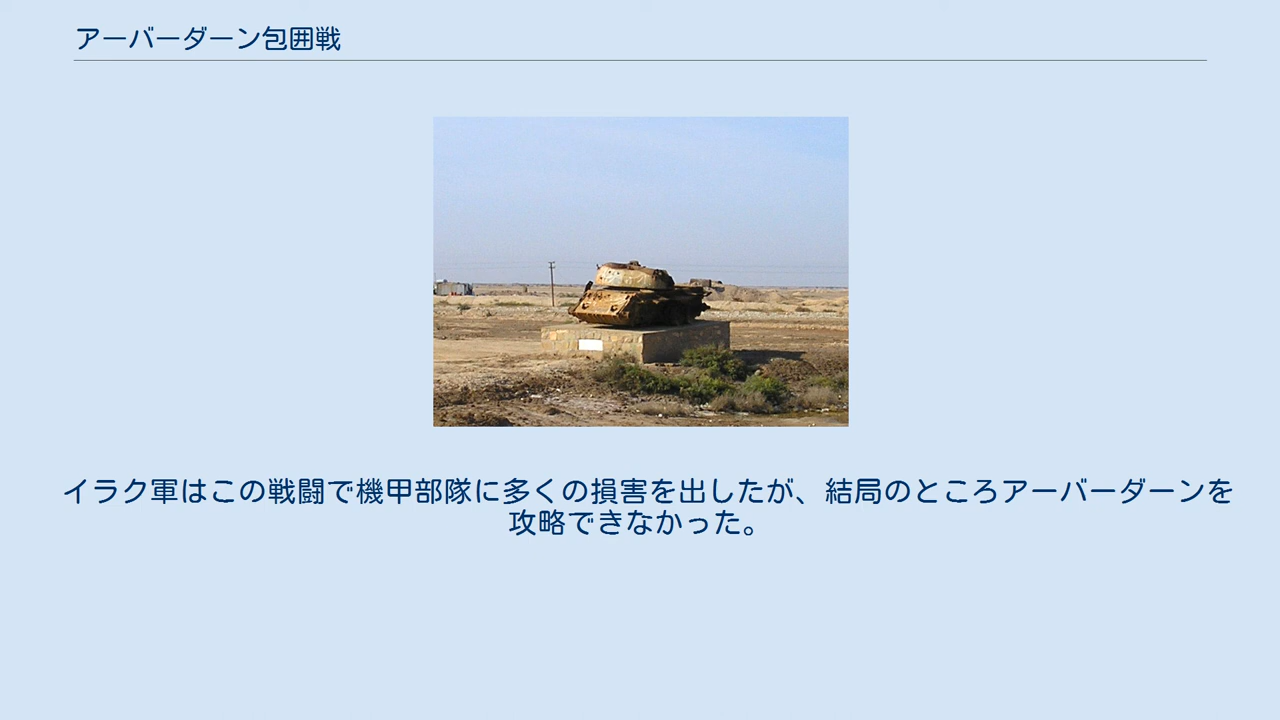 アーバーダーン包囲戦
イラク軍はこの戦闘で機甲部隊に多くの損害を出したが、結局のところアーバーダーンを
攻略できなかった。